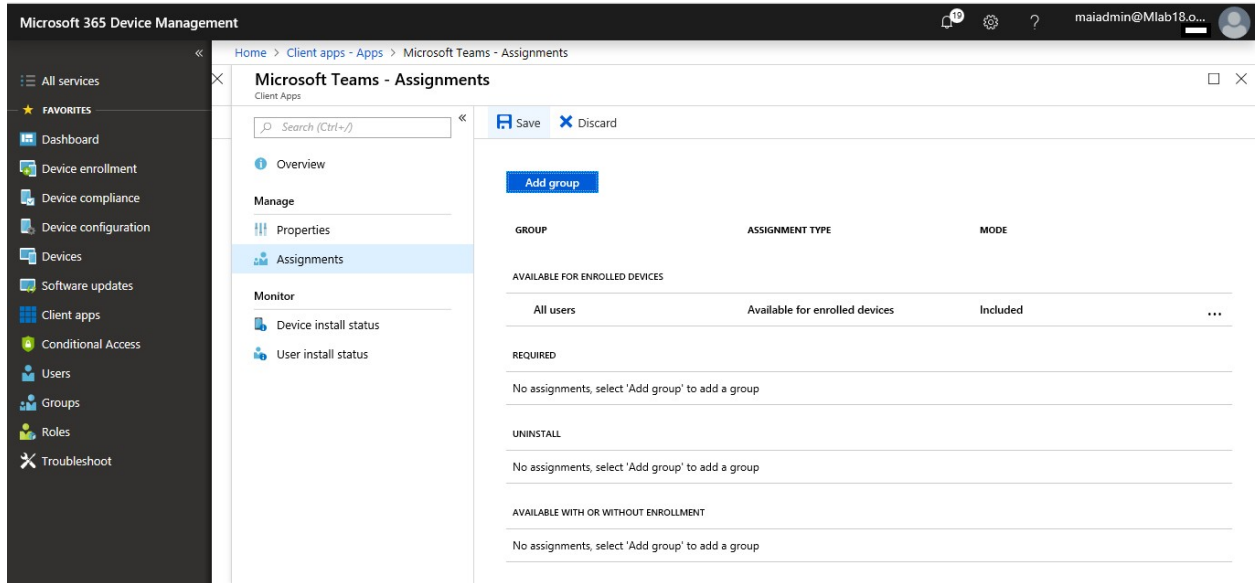 Microsoft 365 Device Management
19
?
maiadmin@Mlab18.o...
«
Home > Client apps - Apps > Microsoft Teams - Assignments
All services
FAVORITES
Dashboard
Device enrollment
Device compliance
Device configuration
Devices
Software updates
Client apps
Conditional Access
Users
Groups
Roles
Troubleshoot
Microsoft Teams - Assignments
Client Apps
Search (Ctrl+/)
«
Overview
Manage
Properties
Assignments
Monitor
Device install status
User install status
Save Discard
Add group
GROUP ASSIGNMENT TYPE MODE
AVAILABLE FOR ENROLLED DEVICES
All users Available for enrolled devices Included ...
REQUIRED
No assignments, select 'Add group' to add a group
UNINSTALL
No assignments, select 'Add group' to add a group
AVAILABLE WITH OR WITHOUT ENROLLMENT
No assignments, select 'Add group' to add a group